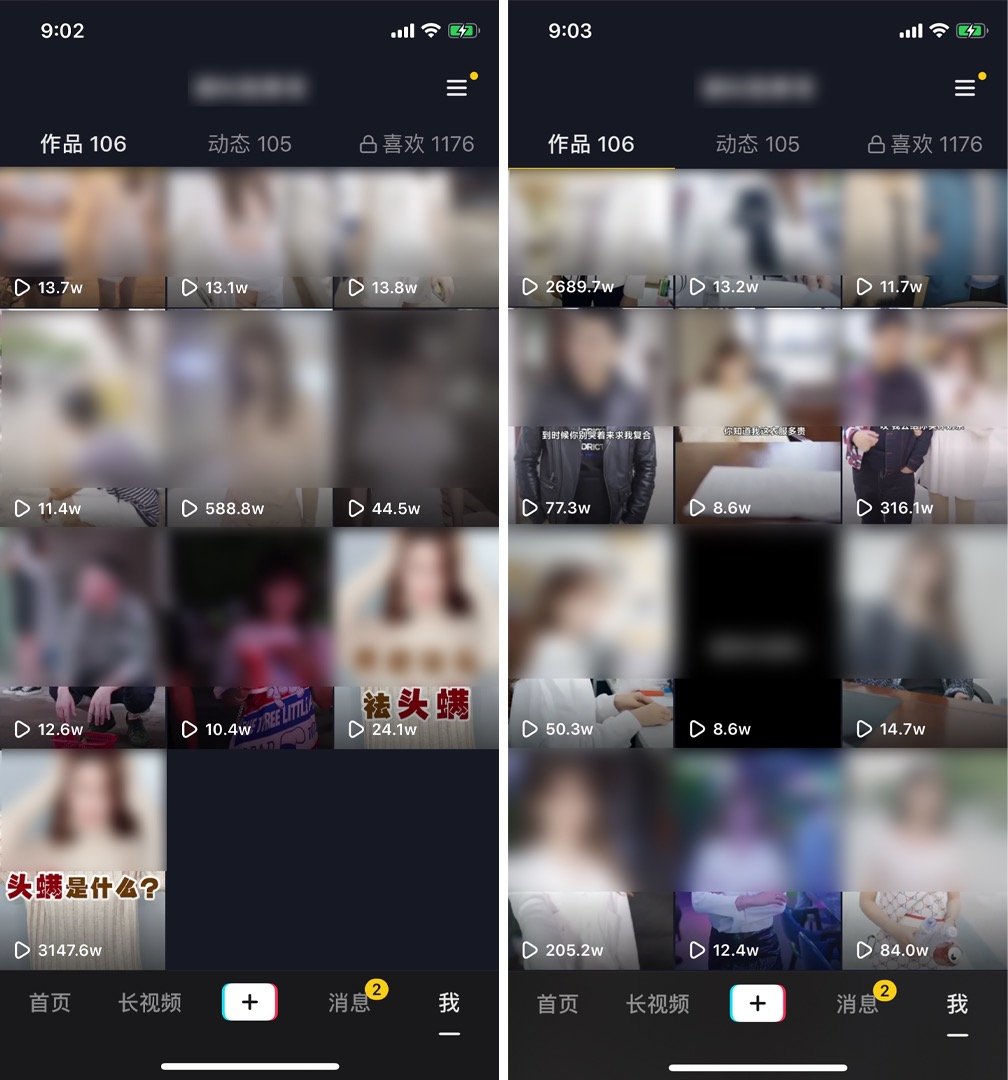 9:02
作品 106
动态 105
喜欢 1176
13.7w
13.1w
13.8w
11.4w
588.8w
44.5w
12.6w
10.4w
祛头螨
24.1w
头螨是什么?
3147.6w
首页
长视频
消息
2
我
9:03
作品 106
动态 105
喜欢 1176
2689.7w
13.2w
11.7w
到时候你别哭着来求我复合
77.3w
你知道我这衣服多贵
8.6w
316.1w
50.3w
8.6w
14.7w
205.2w
12.4w
84.0w
首页
长视频
消息
2
我